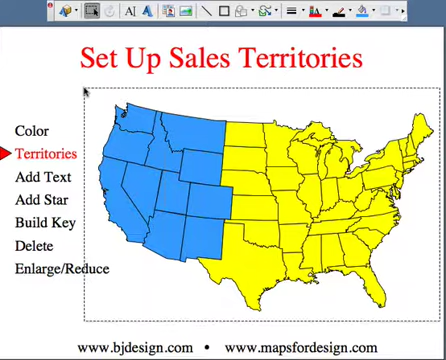 Set Up Sales Territories
Color
Territories
Add Text
Add Star
Build Key
Delete
Enlarge/Reduce
www.bjdesign.com • www.mapsfordesign.com